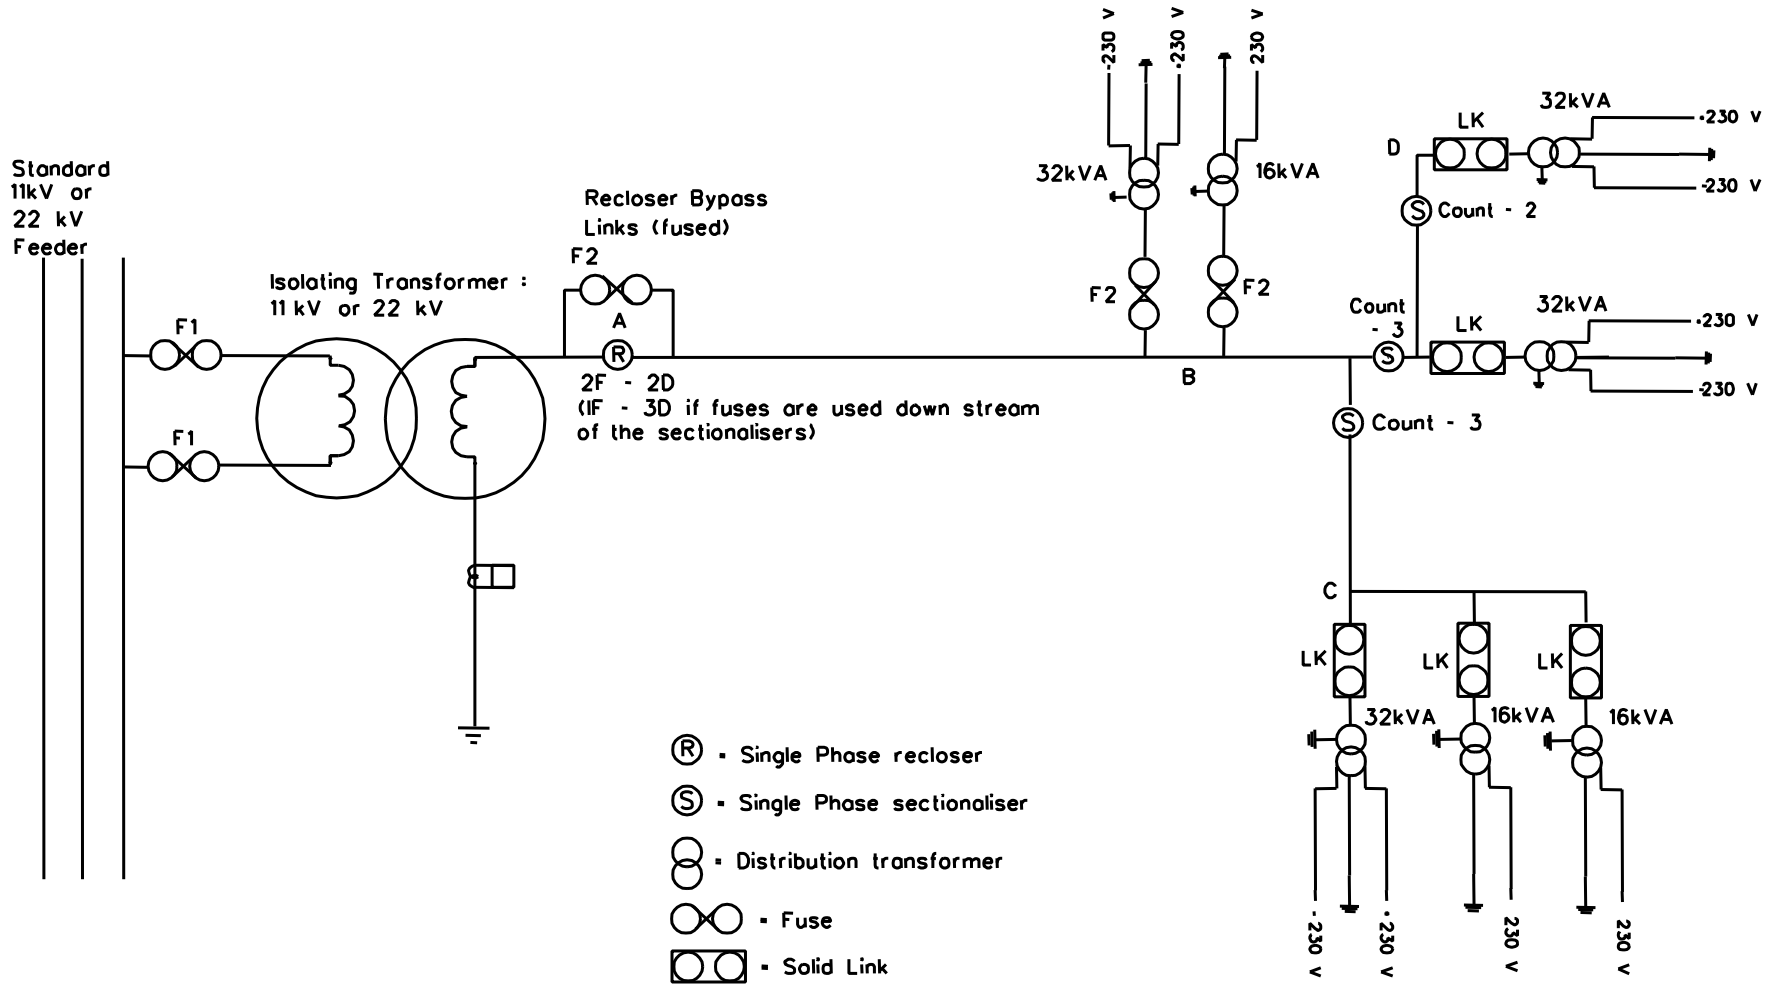 Standard
11kV or
22 kV
Feeder
F1
F1
Isolating Transformer :
11 kV or 22 kV
Recloser Bypass
Links (fused)
F2
A
R
2F - 2D
(1F - 3D if fuses are used down stream
of the sectionalisers)
-230 V
.230 V
230 V
32kVA
16kVA
F2
F2
B
D
LK
32kVA
.230 V
-230 V
S
Count - 2
Count
- 3
S
LK
32kVA
.230 V
-230 V
S
Count - 3
C
LK
LK
LK
32kVA
16kVA
16kVA
-230 V
.230 V
230 V
230 V
R - Single Phase recloser
S - Single Phase sectionaliser
- Distribution transformer
- Fuse
- Solid Link